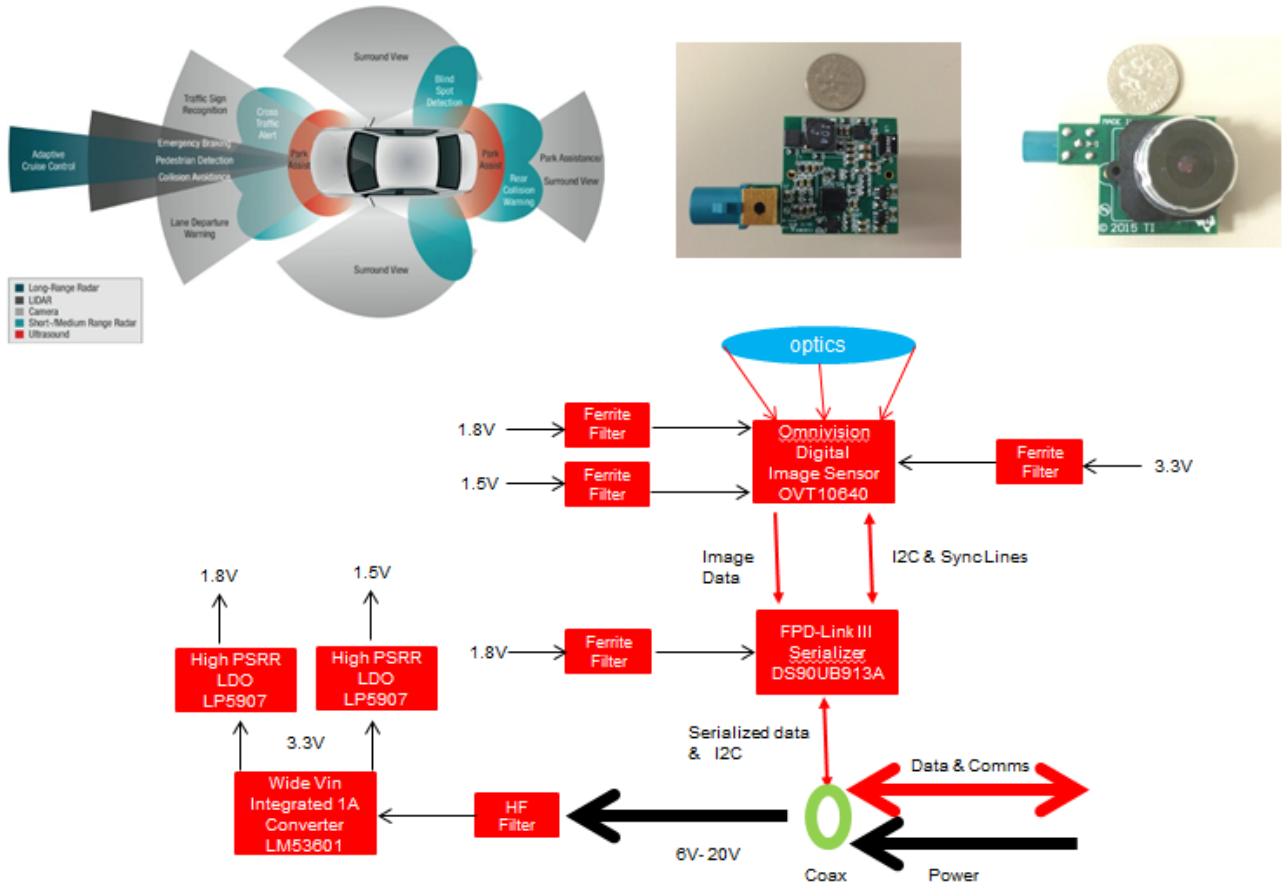 Surround View
Blind
Spot
Detection
Traffic Sign
Recognition
Cross
Traffic
Alert
Adaptive
Cruise Control
Emergency Braking
Pedestrian Detection
Collision Avoidance
Park
Assist
Park
Assist
Park Assistance/
Surround View
Rear
Collision
Warning
Lane Departure
Warning
Surround View
Long-Range Radar
LIDAR
Camera
Short-/Medium Range Radar
Ultrasound
MADE I
© 2015 TI
optics
1.8V
Ferrite
Filter
1.5V
Ferrite
Filter
Omnivision
Digital
Image Sensor
OVT10640
Ferrite
Filter
3.3V
Image
Data
I2C & Sync Lines
1.8V
1.5V
High PSRR
LDO
LP5907
High PSRR
LDO
LP5907
1.8V
Ferrite
Filter
FPD-Link III
Serializer
DS90UB913A
3.3V
Serialized data
& I2C
Wide Vin
Integrated 1A
Converter
LM53601
HF
Filter
6V- 20V
Data & Comms
Coax
Power